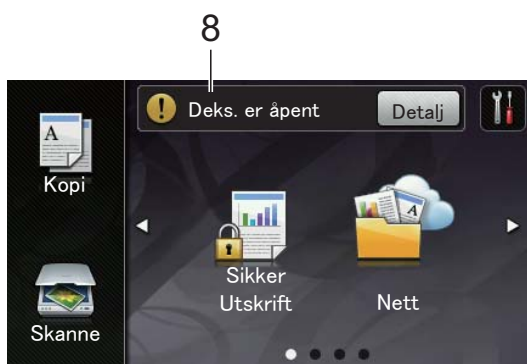 8
Deks. er åpent
Detalj
Kopi
Sikker
Utskrift
Nett
Skanne